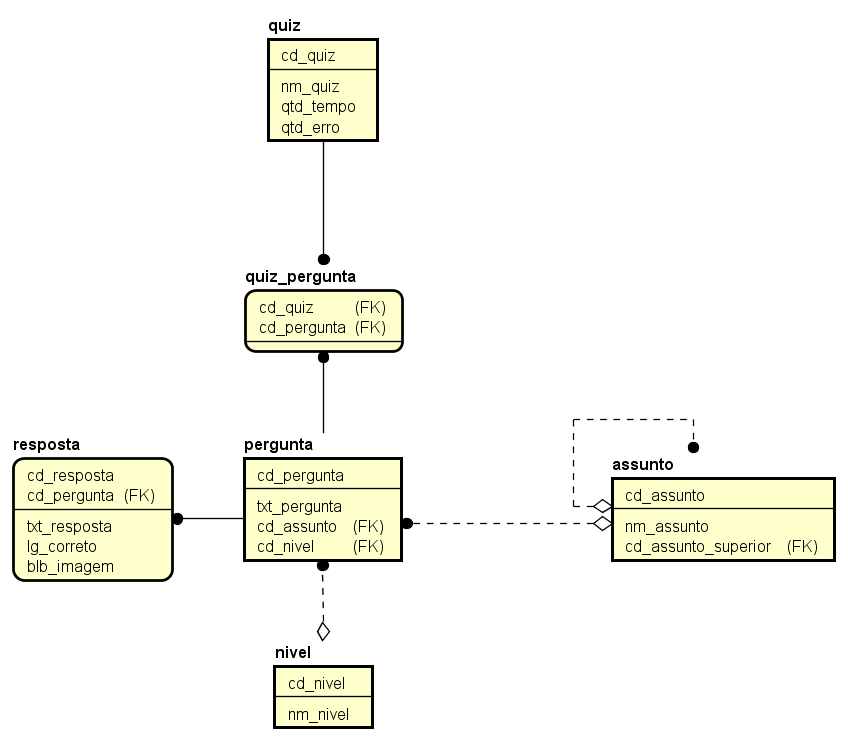 quiz
cd_quiz
nm_quiz
qtd_tempo
qtd_erro
quiz_pergunta
cd_quiz (FK)
cd_pergunta (FK)
resposta
cd_resposta
cd_pergunta (FK)
txt_resposta
lg_correto
blb_imagem
pergunta
cd_pergunta
txt_pergunta
cd_assunto (FK)
cd_nivel (FK)
assunto
cd_assunto
nm_assunto
cd_assunto_superior (FK)
nivel
cd_nivel
nm_nivel